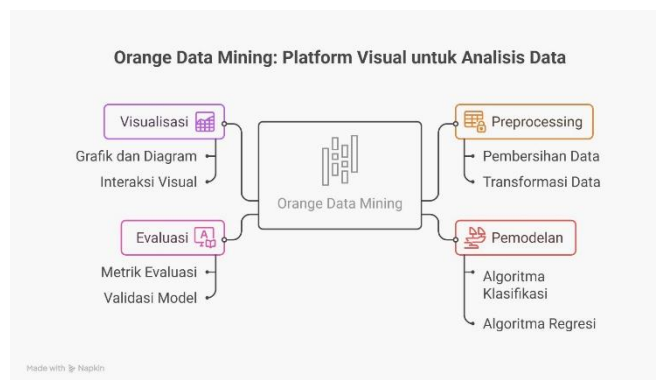 Orange Data Mining: Platform Visual untuk Analisis Data
Visualisasi
Grafik dan Diagram
Interaksi Visual
Evaluasi
Metrik Evaluasi
Validasi Model
Orange Data Mining
Preprocessing
Pembersihan Data
Transformasi Data
Pemodelan
Algoritma
Klasifikasi
Algoritma Regresi
Made with Napkin